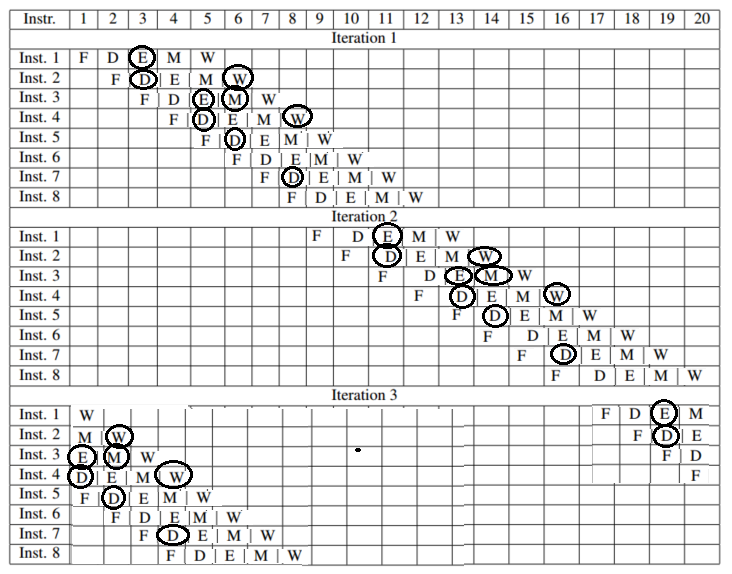 Instr. 1 2 3 4 5 6 7 8 9 10 11 12 13 14 15 16 17 18 19 20
Iteration 1
Inst. 1 F D E M W
Inst. 2 F D E M W
Inst. 3 F D E M W
Inst. 4 F D E M W
Inst. 5 F D E M W
Inst. 6 F D E M W
Inst. 7 F D E M W
Inst. 8 F D E M W
Iteration 2
Inst. 1 F D E M W
Inst. 2 F D E M W
Inst. 3 F D E M W
Inst. 4 F D E M W
Inst. 5 F D E M W
Inst. 6 F D E M W
Inst. 7 F D E M W
Inst. 8 F D E M W
Iteration 3
Inst. 1 W F D E M
Inst. 2 M W F D E
Inst. 3 E M W F D
Inst. 4 D E M W F
Inst. 5 F D E M W
Inst. 6 F D E M W
Inst. 7 F D E M W
Inst. 8 F D E M W